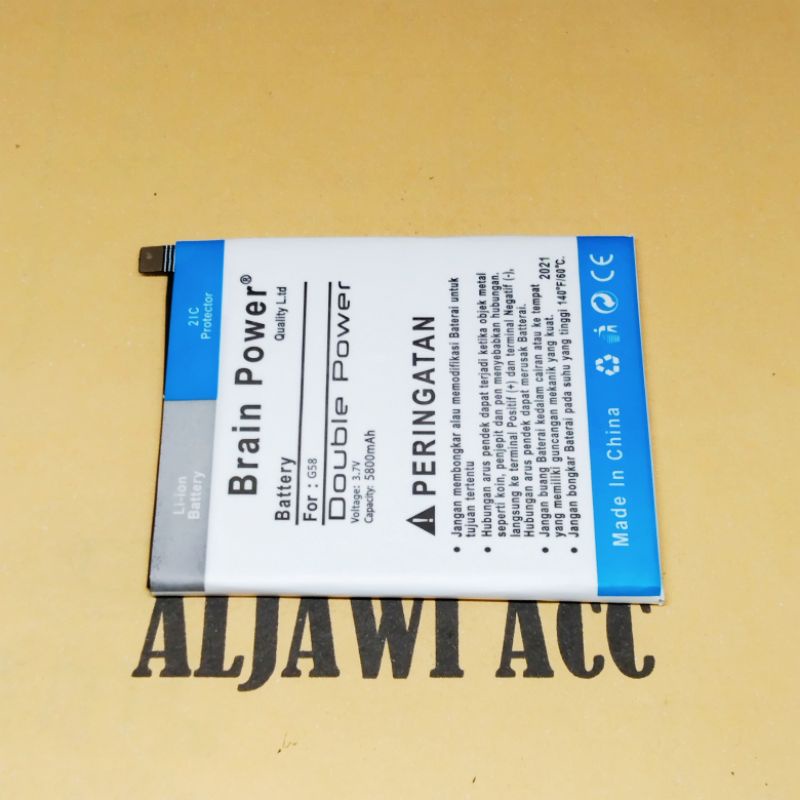 Li-ion
Battery
2IC
Protector
Brain Power®
Quality L.td
Battery
For : G58
Double Power
Voltage: 3.7V
Capacity: 5800mAh
PERINGATAN
• Jangan membongkar alau memodifikasi Baterai untuk
tujuan tertentu
• Hubungan arus pendek dapat terjadi ketika objek metal
seperti koin, penjepit dan pen menyebabkan hubungan.
langsung ke terminal Positif (+) dan terminal Negatif (-),
Hubungan arus pendek dapat merusak Baterai.
• Jangan buang Baterai kedalam cairan atau ke tempat
yang memiliki guncangan mekanik yang kuat. 2021
• Jangan bongkar Baterai pada suhu yang tinggi 140°F/60°C.
Made In China
CE
ALJAWI ACC